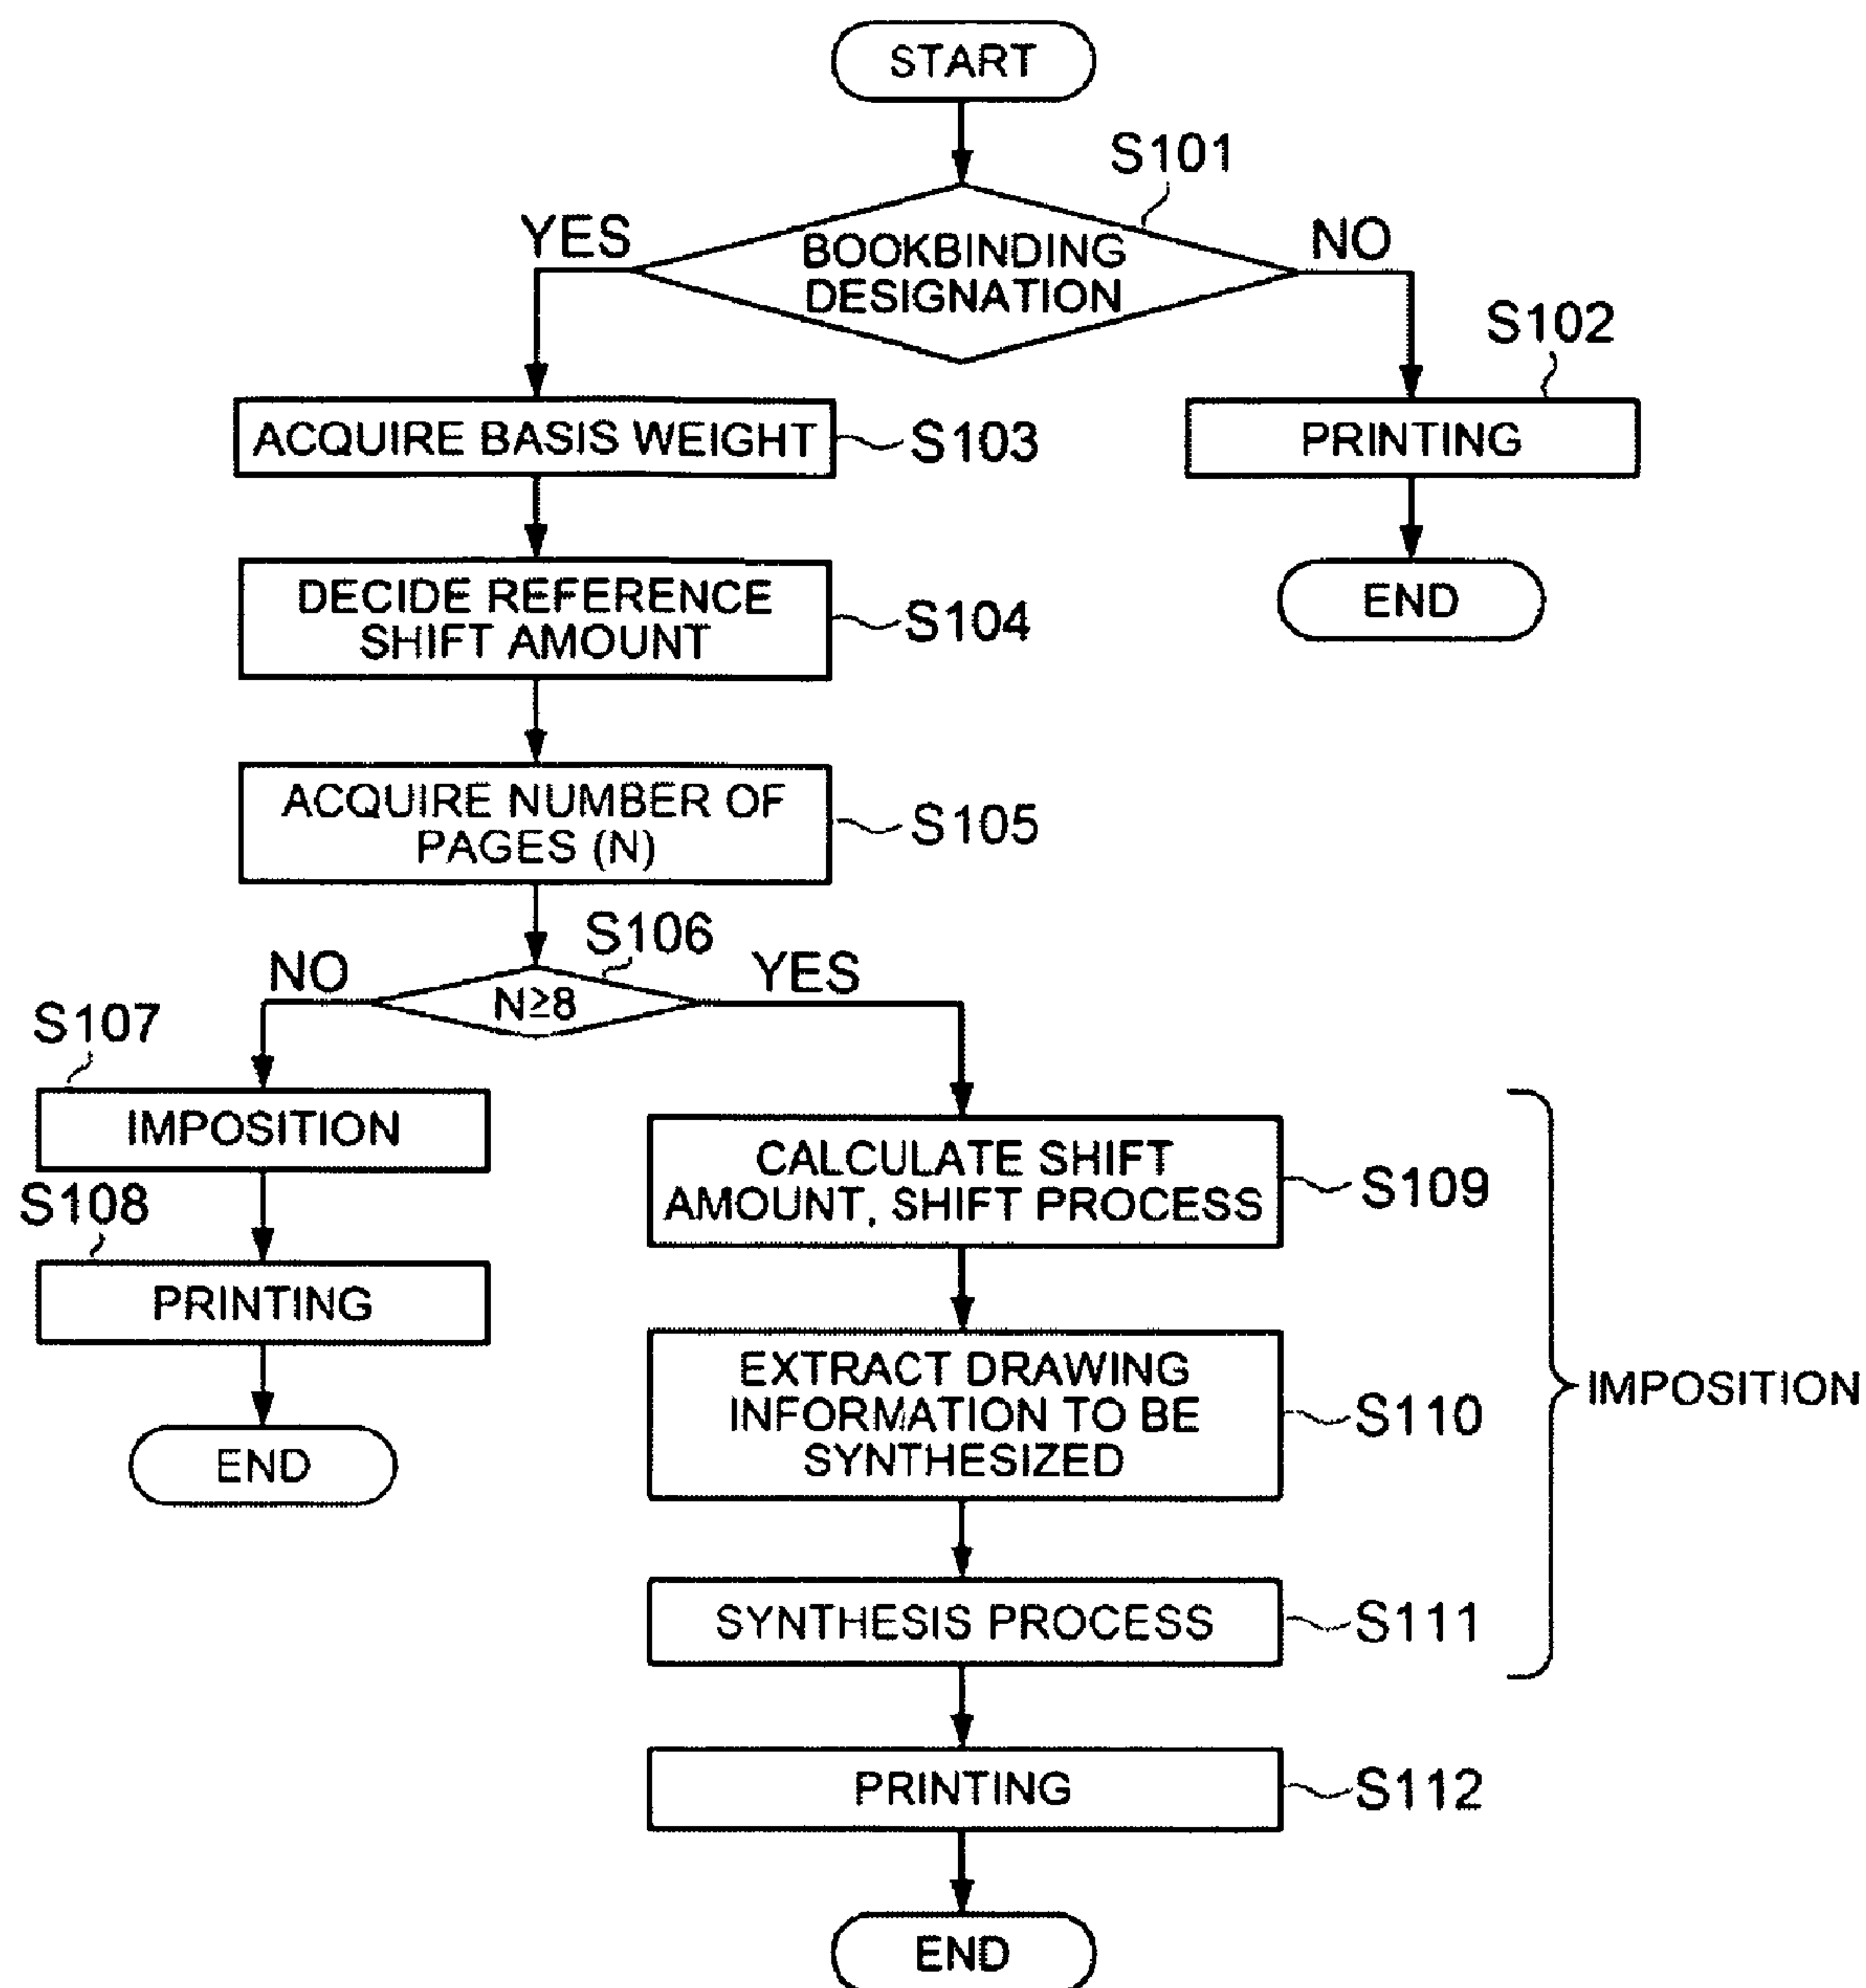 START
S101
YES
BOOKBINDING
DESIGNATION
NO
S102
ACQUIRE BASIS WEIGHT
S103
PRINTING
DECIDE REFERENCE
SHIFT AMOUNT
S104
END
ACQUIRE NUMBER OF
PAGES (N)
S105
S106
NO
N≥8
YES
S107
IMPOSITION
S108
PRINTING
END
CALCULATE SHIFT
AMOUNT, SHIFT PROCESS
S109
EXTRACT DRAWING
INFORMATION TO BE
SYNTHESIZED
S110
IMPOSITION
SYNTHESIS PROCESS
S111
PRINTING
S112
END